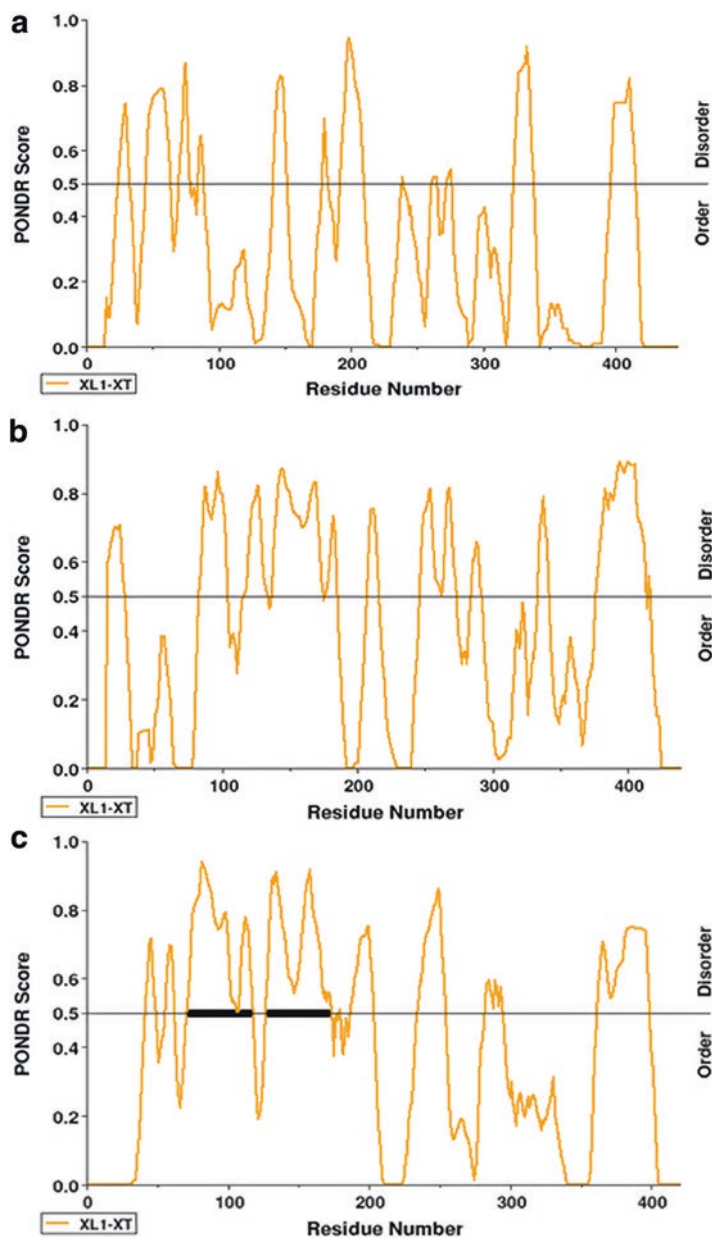 a
1.0
0.8
0.6
0.5
0.4
0.2
0.0
PONDR Score
Disorder
Order
0 100 200 300 400
XL1-XT
Residue Number
b
1.0
0.8
0.6
0.5
0.4
0.2
0.0
PONDR Score
Disorder
Order
0 100 200 300 400
XL1-XT
Residue Number
c
1.0
0.8
0.6
0.5
0.4
0.2
0.0
PONDR Score
Disorder
Order
0 100 200 300 400
XL1-XT
Residue Number